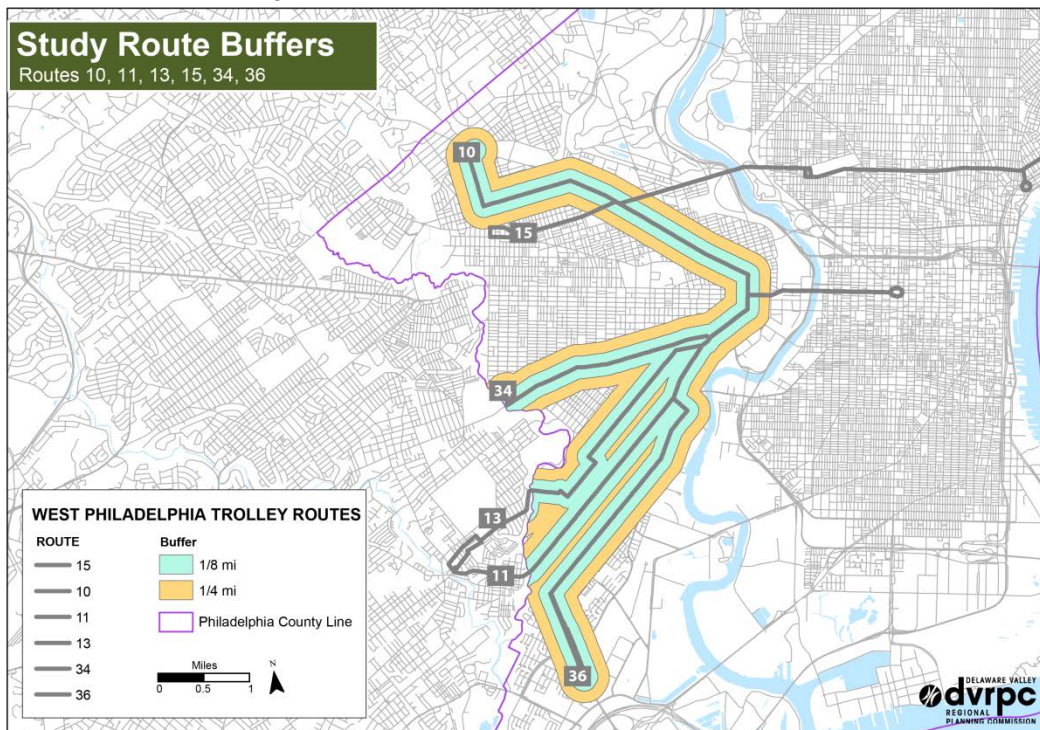 Study Route Buffers
Routes 10, 11, 13, 15, 34, 36
10
15
34
13
11
36
WEST PHILADELPHIA TROLLEY ROUTES
ROUTE
15
10
11
13
34
36
Buffer
1/8 mi
1/4 mi
Philadelphia County Line
Miles
0 0.5 1
N
DELAWARE VALLEY
dvrpc
REGIONAL
PLANNING COMMISSION